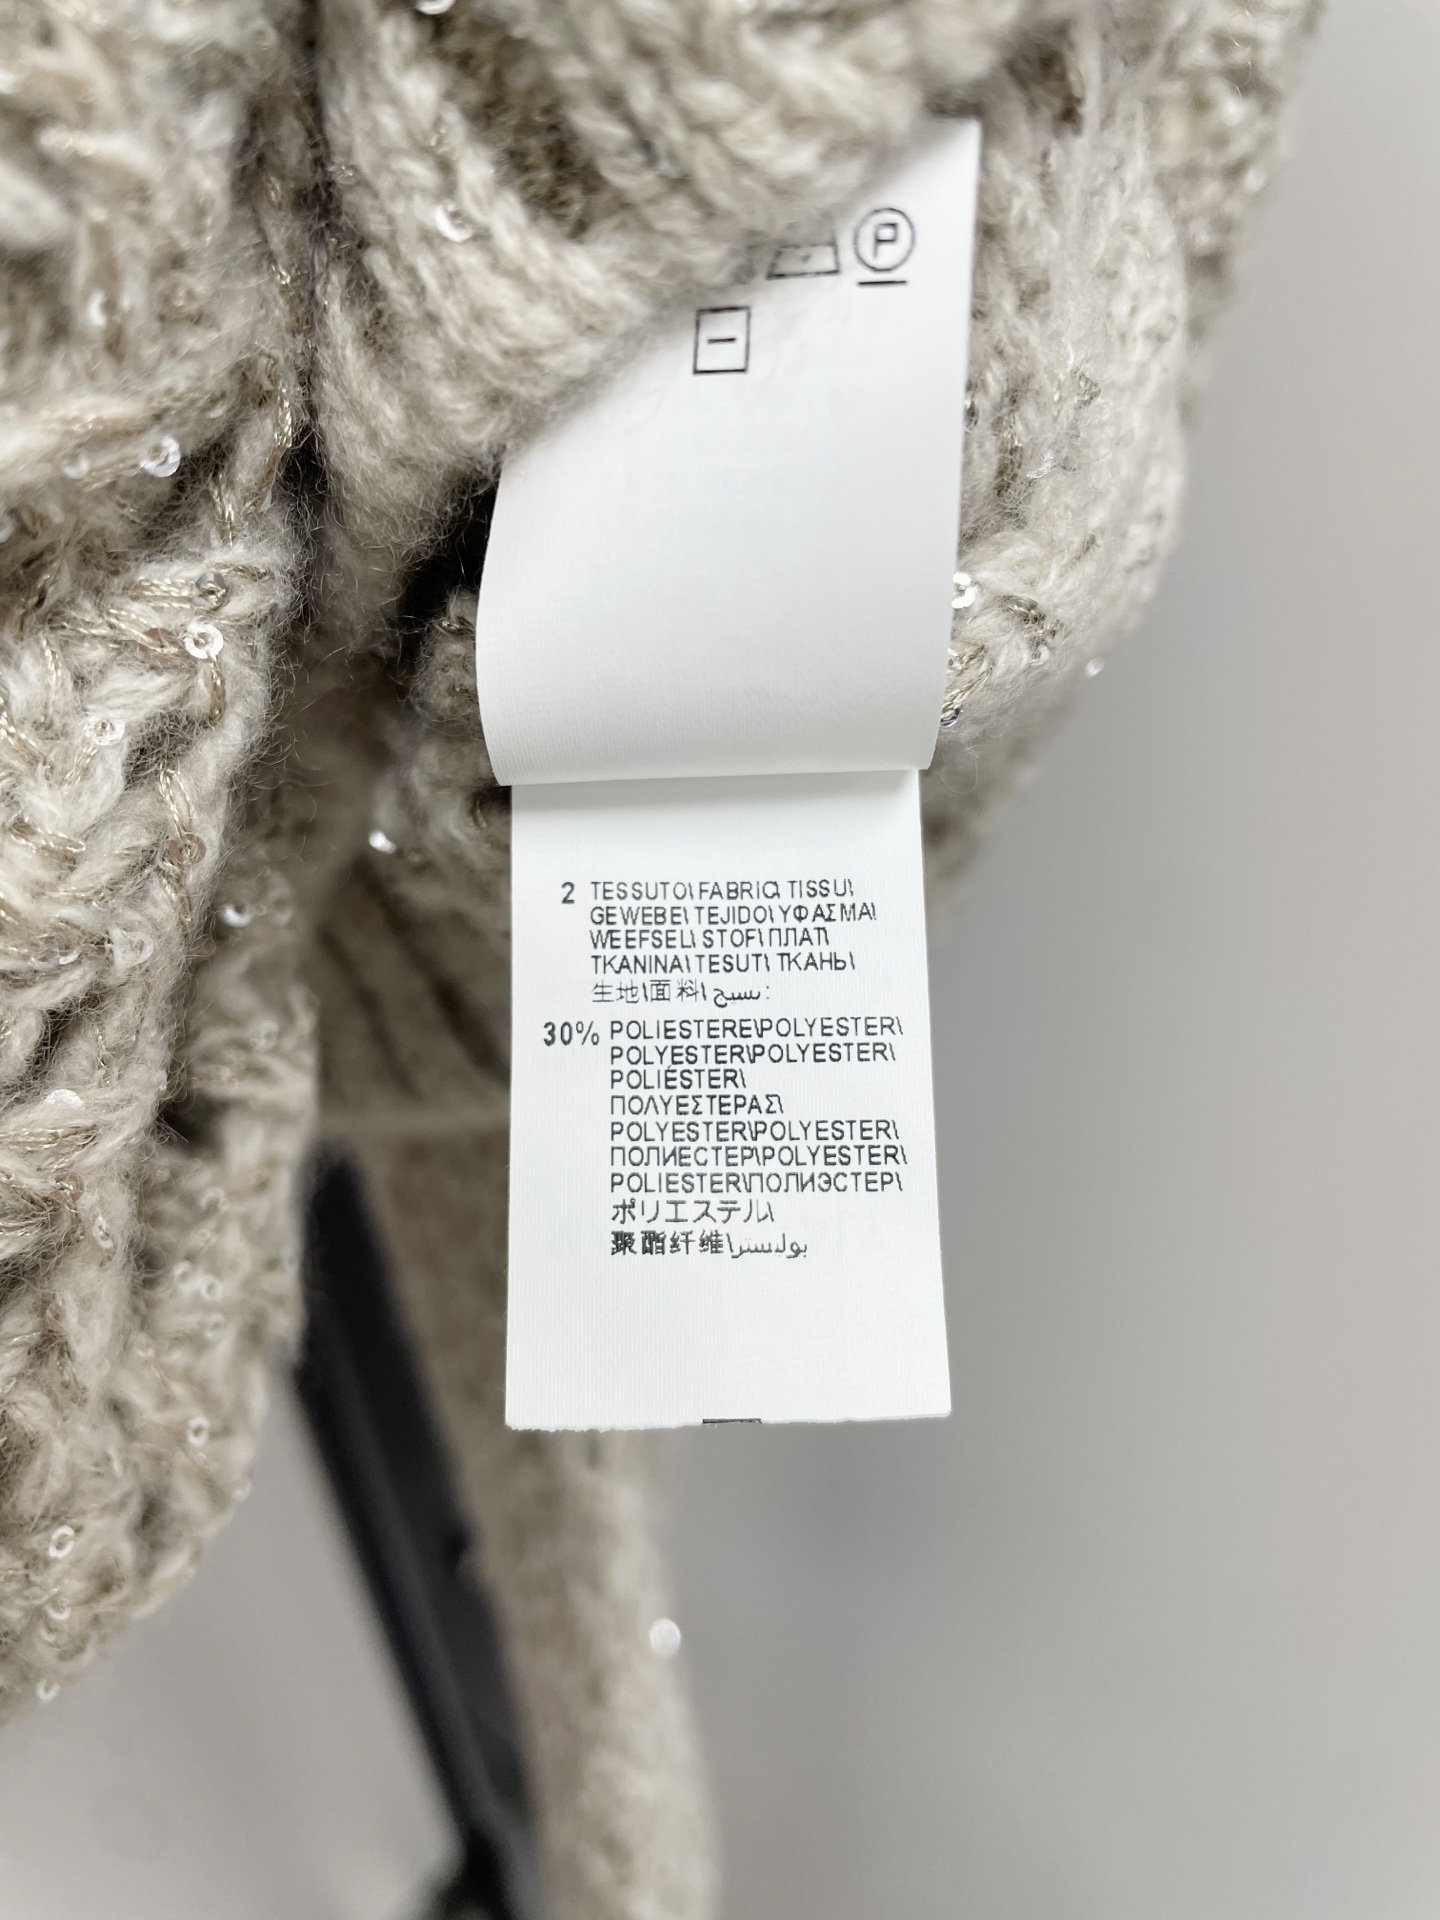 P
2 TESSUTO\FABRIC\TISSU\
GEWEBE\TEJIDO\ΥΦΑΣΜΑ\
WEEFSEL\STOF\ПЛАТ\
TKANINA\TESUT\ТКАНЬ\
生地\面料\نسيج:
30% POLIESTERE\POLYESTER\
POLYESTER\POLYESTER\
POLIÉSTER\
ΠΟΛΥΕΣΤΕΡΑΣ\
POLYESTER\POLYESTER\
ПОЛИЕСТЕР\POLYESTER\
POLIESTER\ПОЛИЭСТЕР\
ポリエステル\
聚酯纤维\بوليسترا